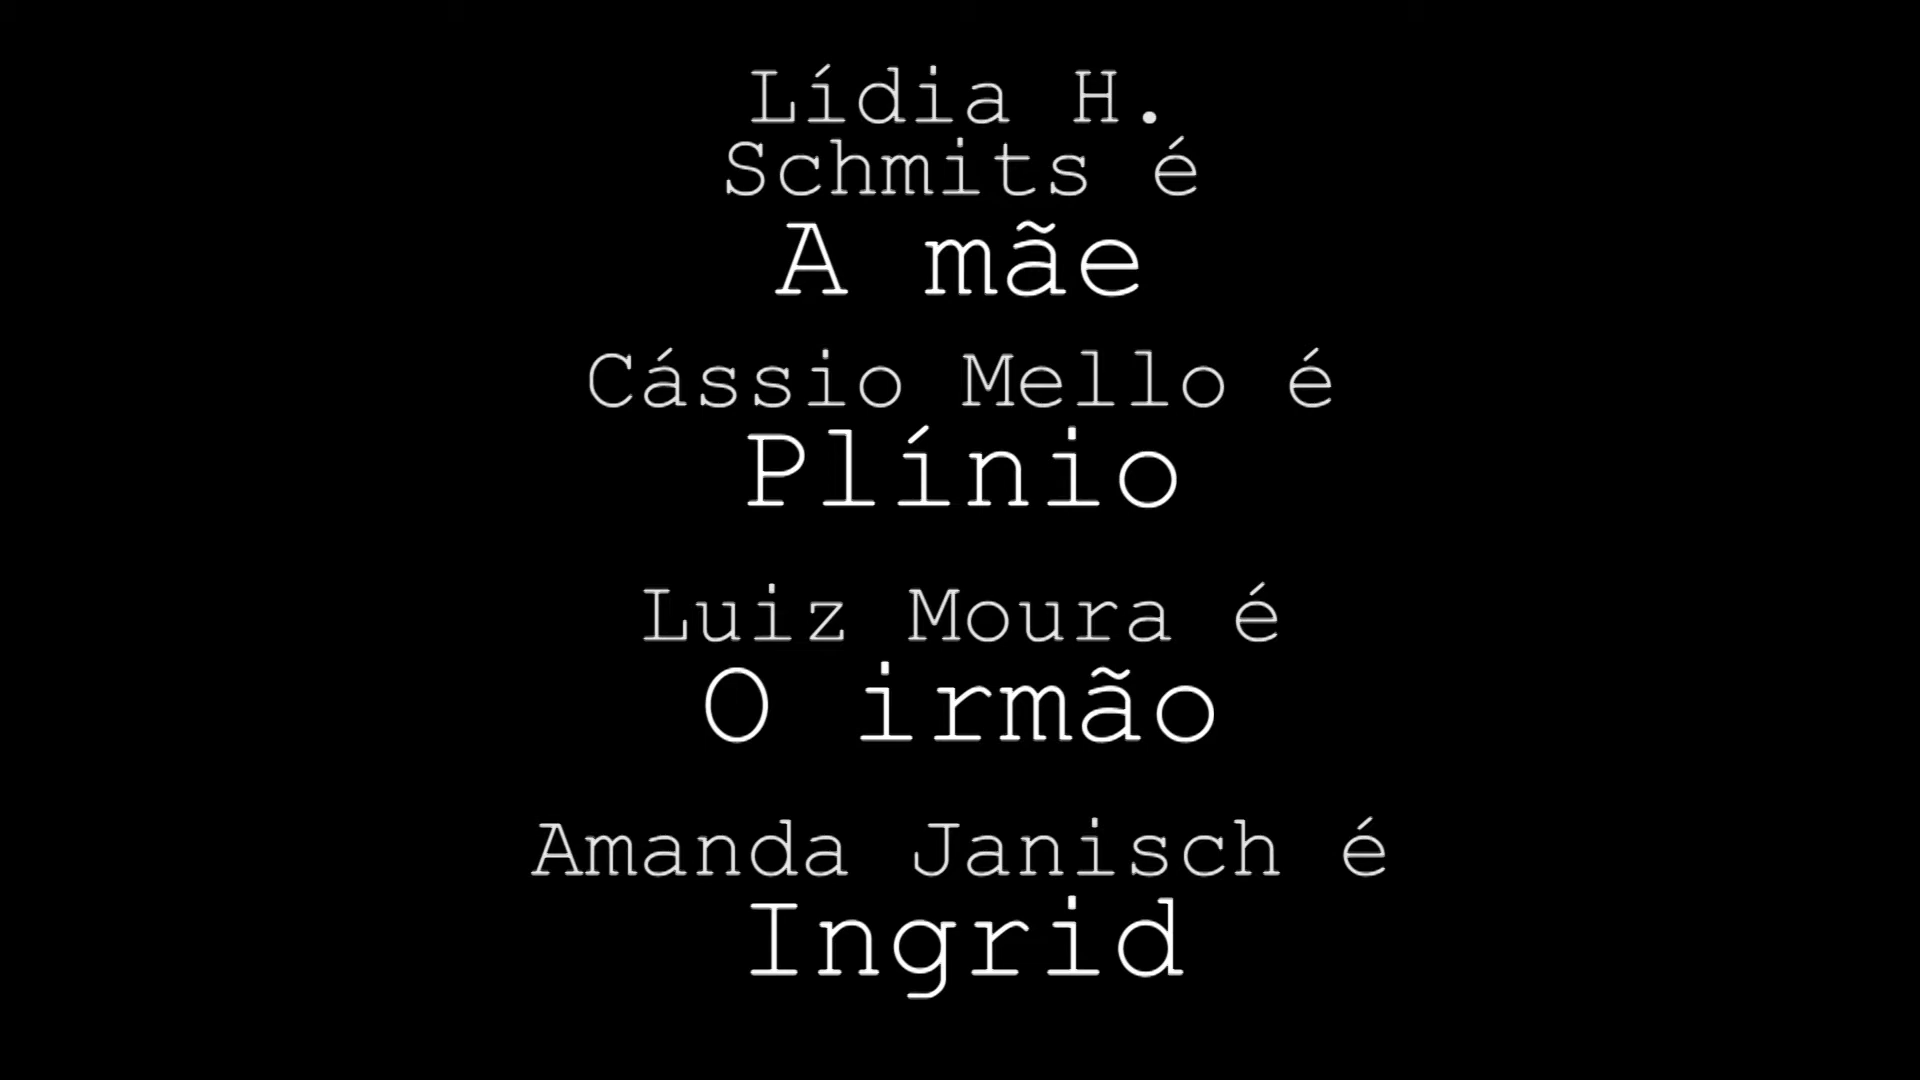 Lídia H.
Schmits é
A mãe
Cássio Mello é
Plínio
Luiz Moura é
O irmão
Amanda Janisch é
Ingrid